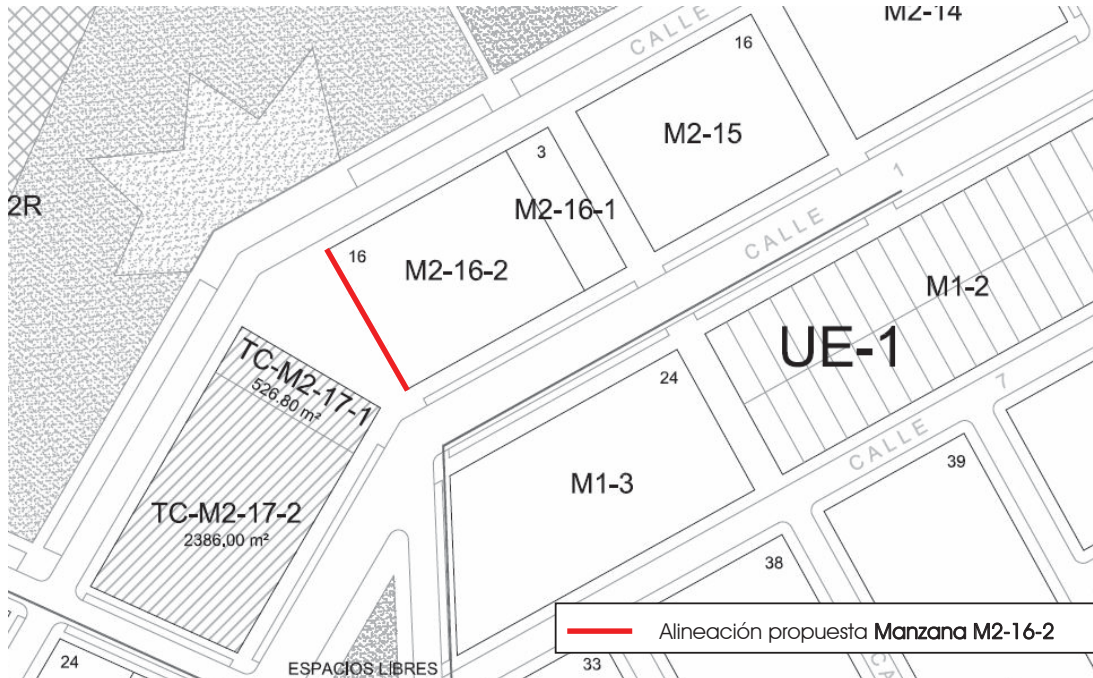 M2-14
CALLE
16
M2-15
3
M2-16-1
1
2R
CALLE
16
M2-16-2
M1-2
UE-1
TC-M2-17-1
526.80 m²
24
7
CALLE
39
M1-3
TC-M2-17-2
2386,00 m²
38
Alineación propuesta Manzana M2-16-2
24
ESPACIOS LIBRES
33
CA